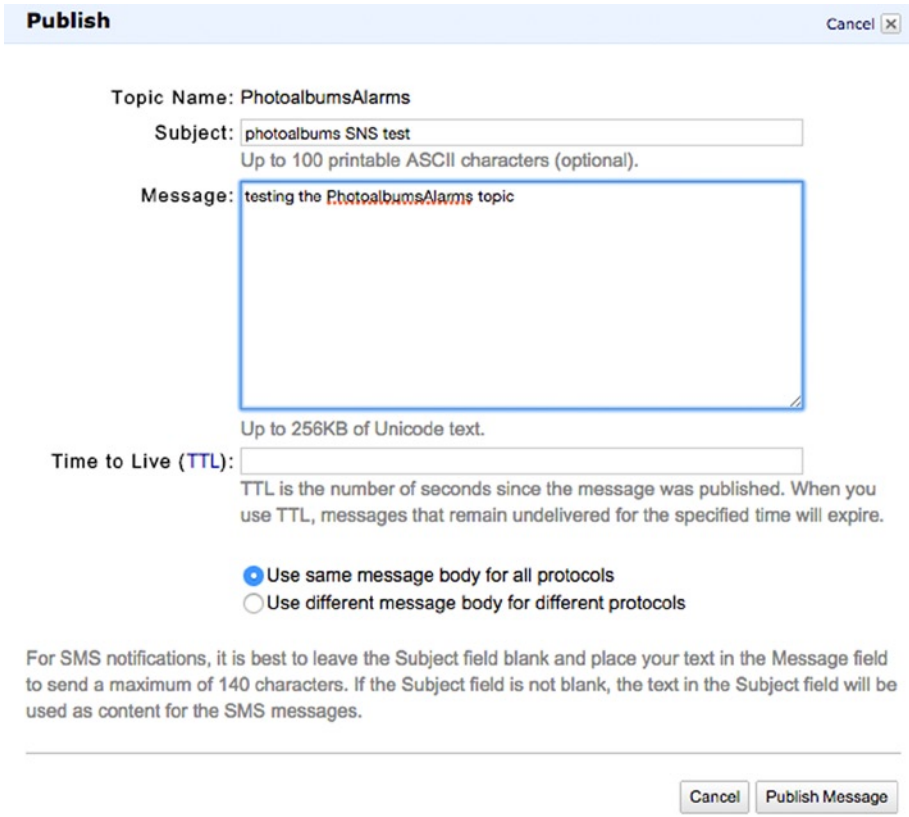 Publish
Cancel
Topic Name: PhotoalbumsAlarms
Subject: photoalbums SNS test
Up to 100 printable ASCII characters (optional).
Message: testing the PhotoalbumsAlarms topic
Up to 256KB of Unicode text.
Time to Live (TTL):
TTL is the number of seconds since the message was published. When you
use TTL, messages that remain undelivered for the specified time will expire.
Use same message body for all protocols
Use different message body for different protocols
For SMS notifications, it is best to leave the Subject field blank and place your text in the Message field
to send a maximum of 140 characters. If the Subject field is not blank, the text in the Subject field will be
used as content for the SMS messages.
Cancel
Publish Message